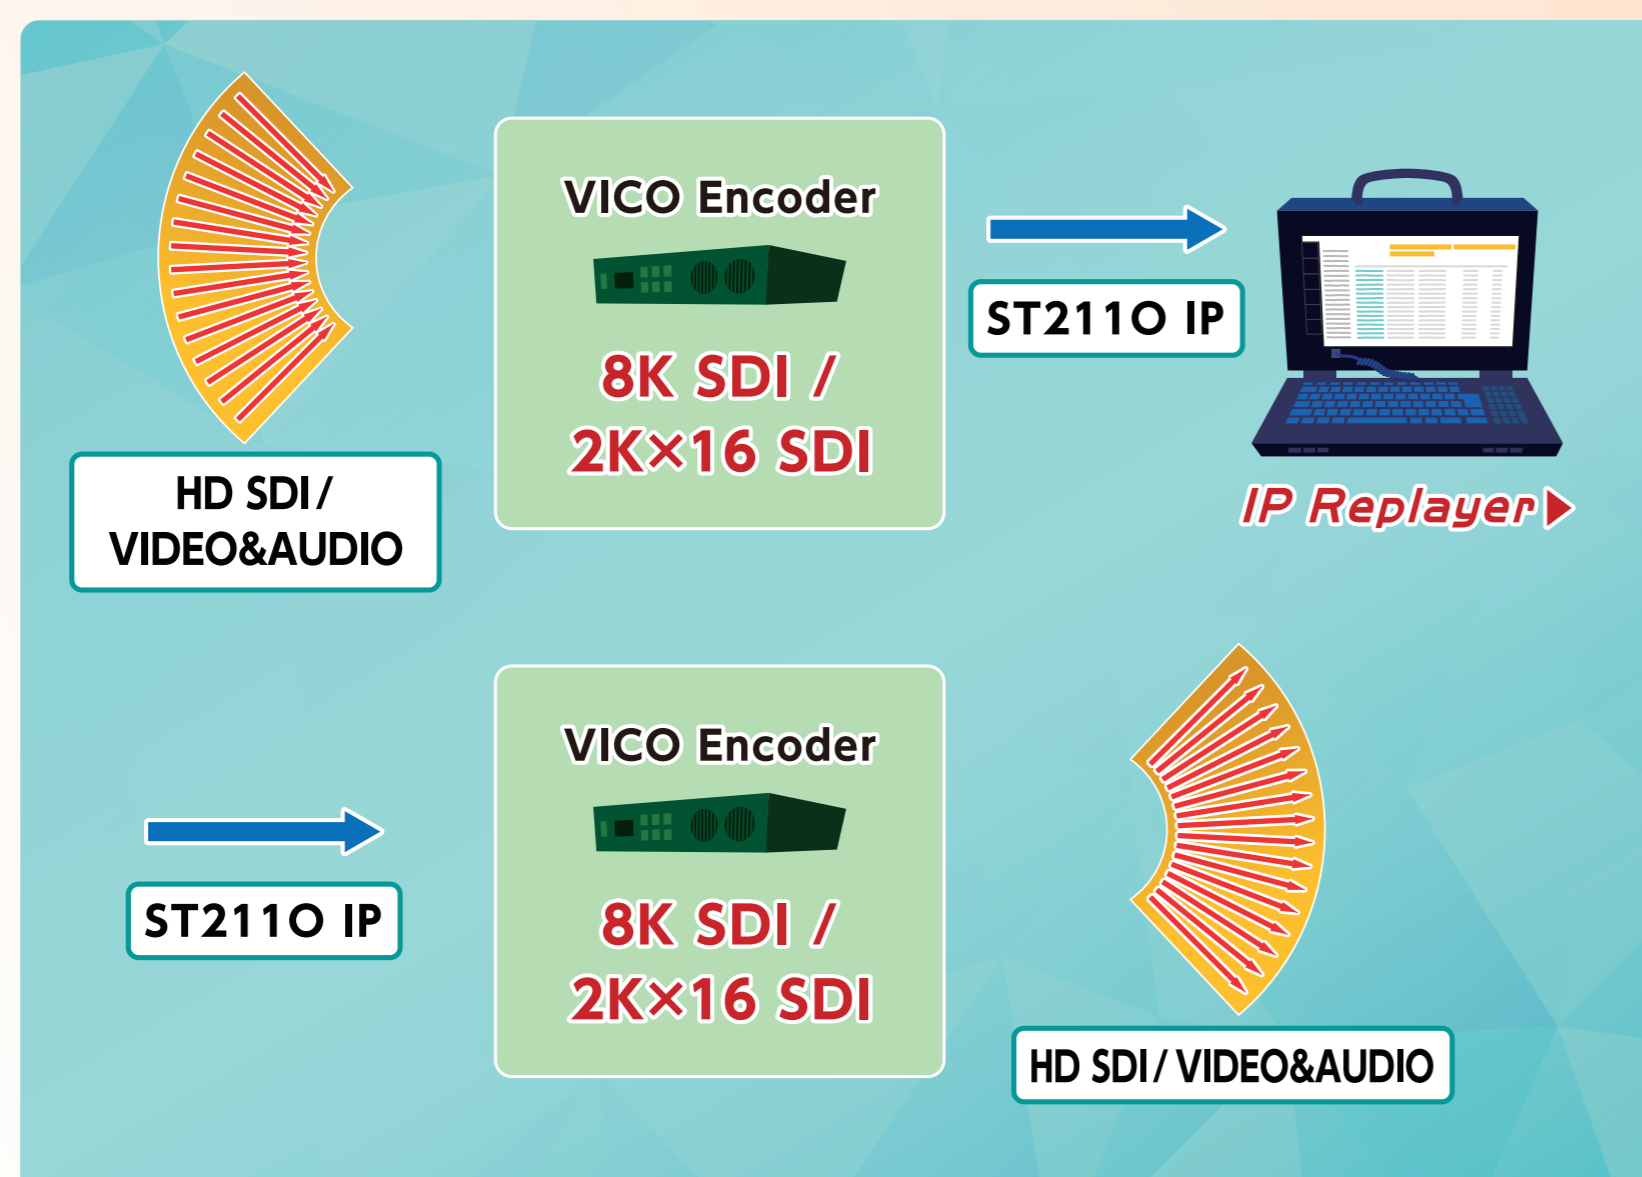 VICO Encoder
8K SDI /
2K×16 SDI
ST2110 IP
HD SDI/
VIDEO&AUDIO
IP Replayer
VICO Encoder
8K SDI /
2K×16 SDI
ST2110 IP
HD SDI/VIDEO&AUDIO